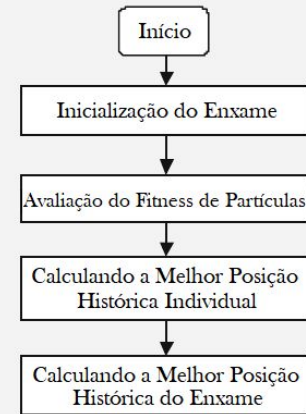 Início
Inicialização do Enxame
Avaliação do Fitness de Partículas
Calculando a Melhor Posição
Histórica Individual
Calculando a Melhor Posição
Histórica do Enxame